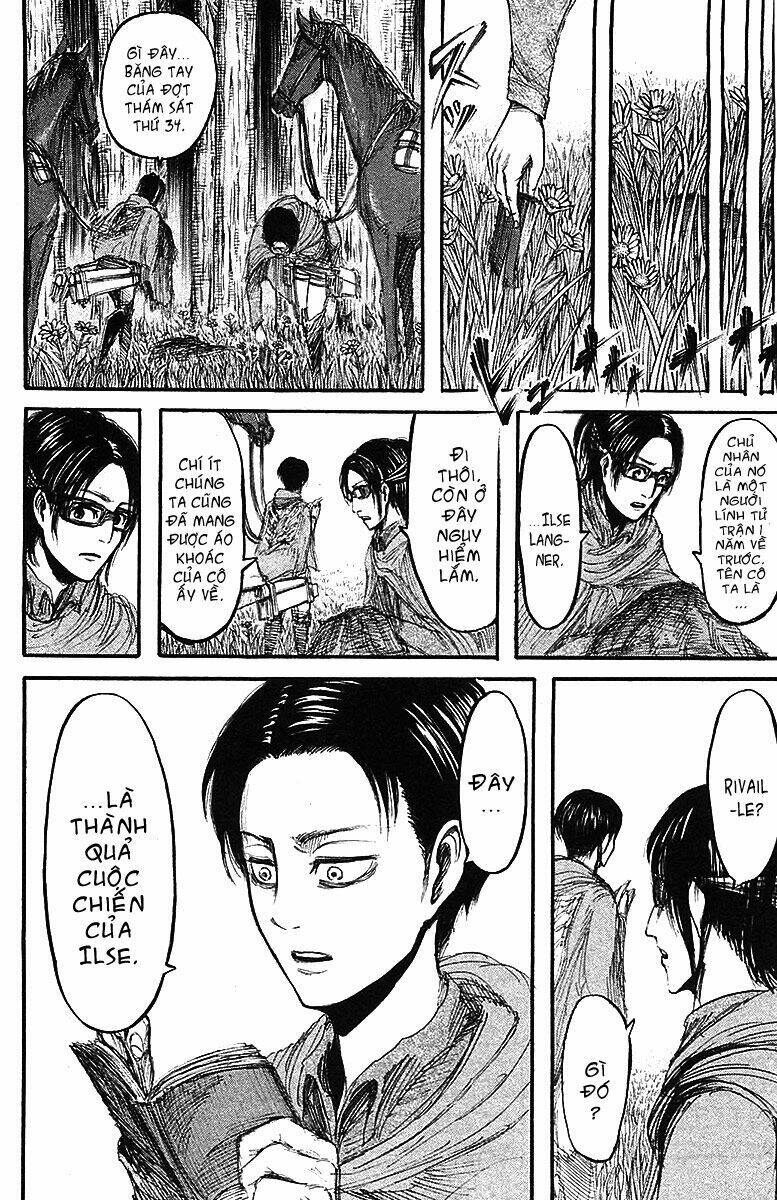 GÌ ĐÂY...
BĂNG TAY
CỦA ĐỢT
THÁM SÁT
THỨ 34.
CHỦ
NHÂN
CỦA NÓ
LÀ MỘT
NGƯỜI
LÍNH TỬ
TRẬN 1
NĂM VỀ
TRƯỚC.
TÊN CÔ
TA LÀ
...
...ILSE
LANG-
NER.
ĐI
THÔI.
CÒN Ở
ĐÂY
NGUY
HIỂM
LẮM.
CHÍ ÍT
CHÚNG
TA CŨNG
ĐÃ MANG
ĐƯỢC ÁO
KHOÁC
CỦA CÔ
ẤY VỀ.
RIVAIL
-LE?
GÌ
ĐÓ
?
ĐÂY
...
...LÀ
THÀNH
QUẢ
CUỘC
CHIẾN CỦA
ILSE.